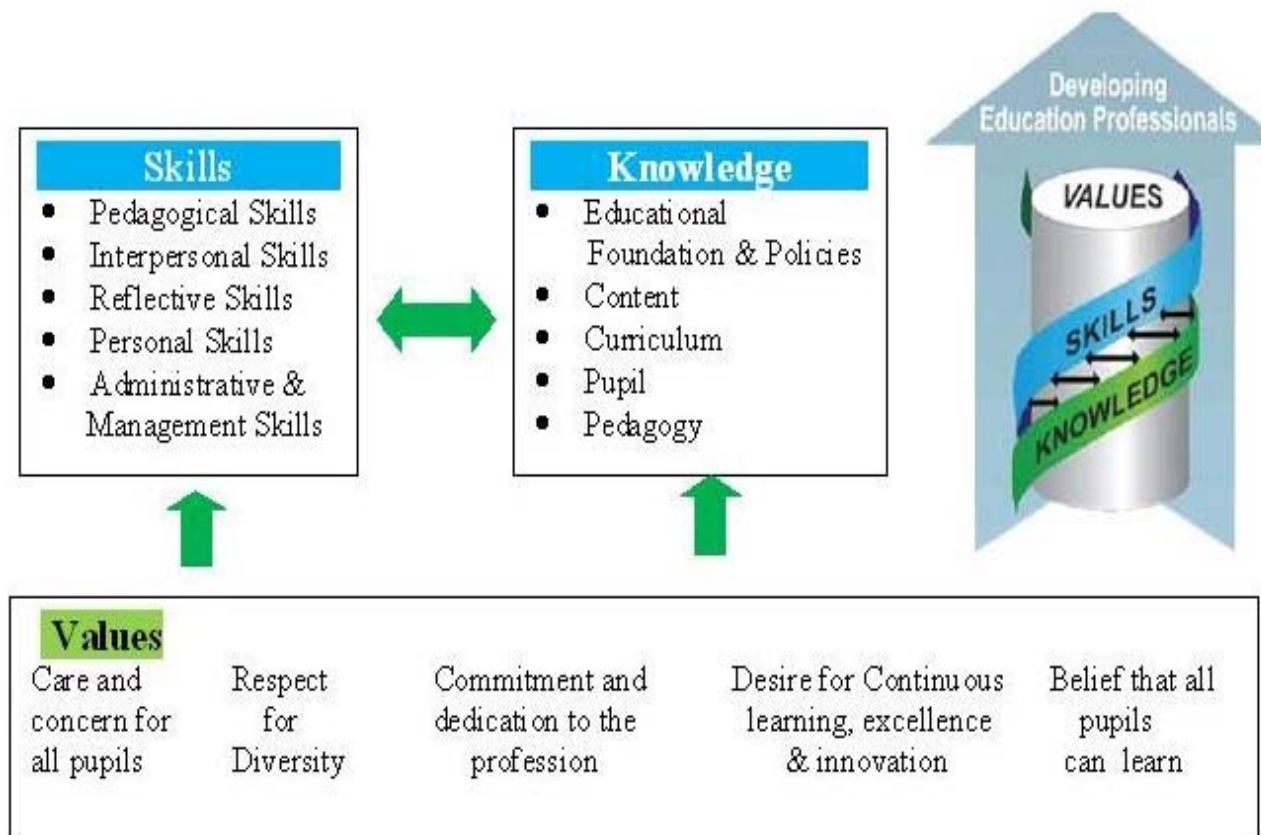 Skills
• Pedagogical Skills
• Interpersonal Skills
• Reflective Skills
• Personal Skills
• Administrative &
Management Skills
Knowledge
• Educational
Foundation & Policies
• Content
• Curriculum
• Pupil
• Pedagogy
Developing
Education Professionals
VALUES
SKILLS
KNOWLEDGE
Values
Care and
concern for
all pupils
Respect
for
Diversity
Commitment and
dedication to the
profession
Desire for Continuous
learning, excellence
& innovation
Belief that all
pupils
can learn